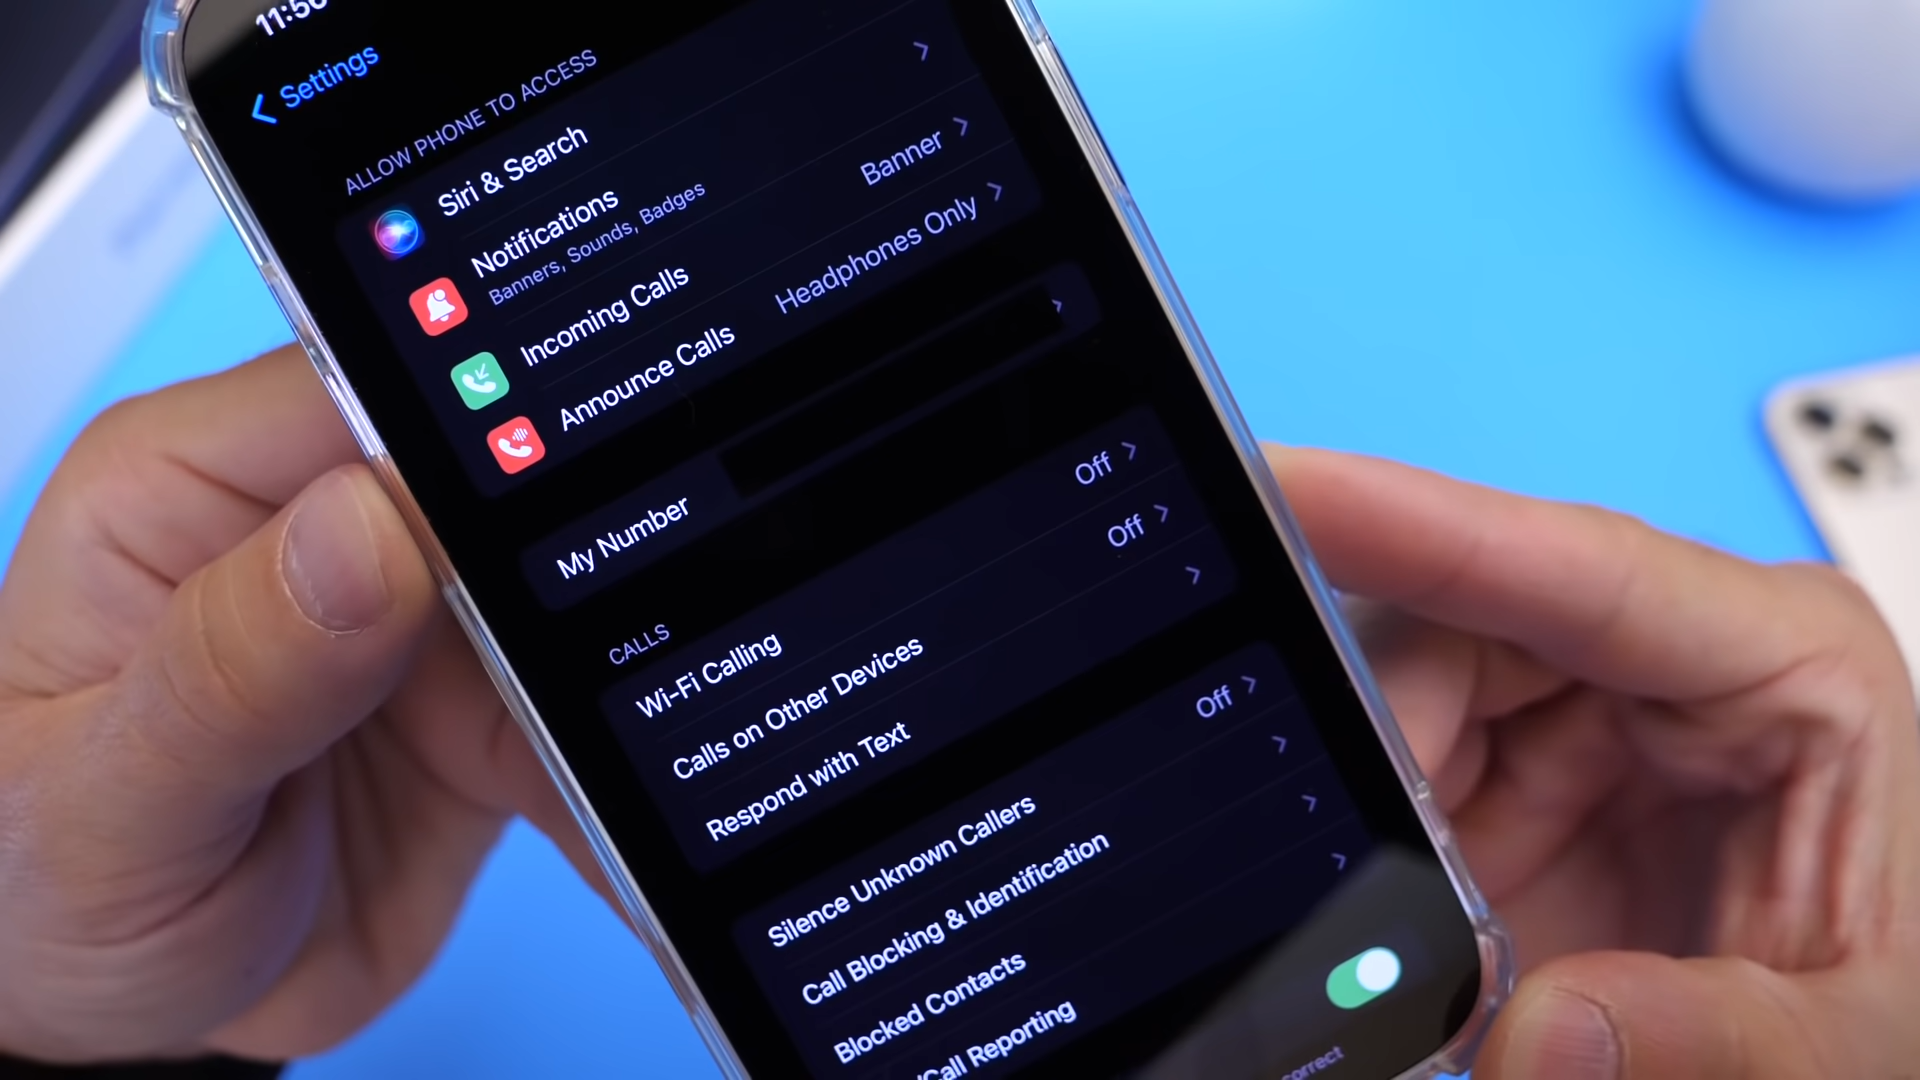 11:56
Settings
ALLOW PHONE TO ACCESS
Siri & Search
Notifications
Banners, Sounds, Badges
Incoming Calls Banner
Announce Calls Headphones Only
My Number
CALLS
Wi-Fi Calling Off
Calls on Other Devices Off
Respond with Text
Silence Unknown Callers Off
Call Blocking & Identification
Blocked Contacts
/Call Reporting
correct